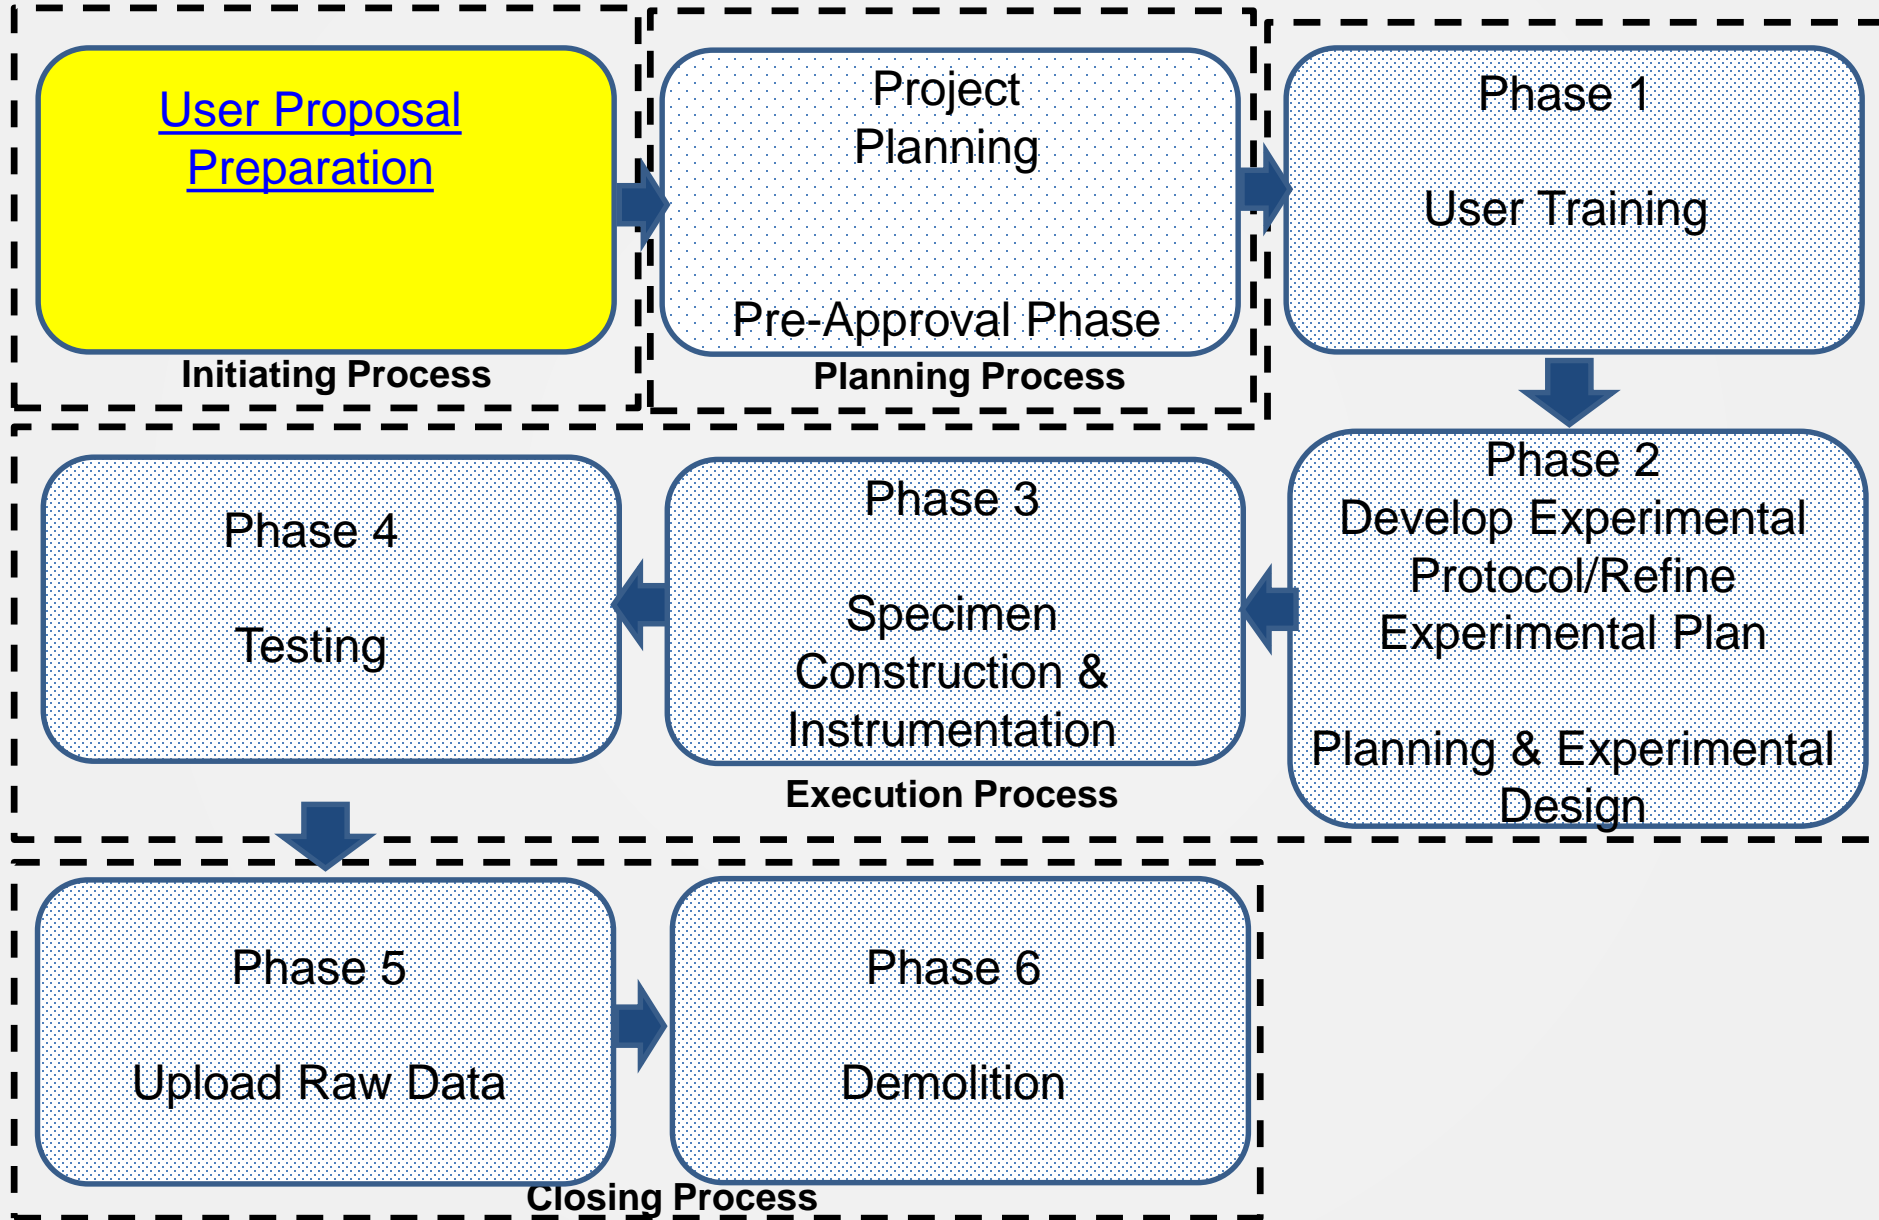 User Proposal
Preparation
Initiating Process
Project
Planning
Pre-Approval Phase
Planning Process
Phase 1
User Training
Phase 2
Develop Experimental
Protocol/Refine
Experimental Plan
Planning & Experimental
Design
Phase 3
Specimen
Construction &
Instrumentation
Phase 4
Testing
Execution Process
Phase 5
Upload Raw Data
Phase 6
Demolition
Closing Process